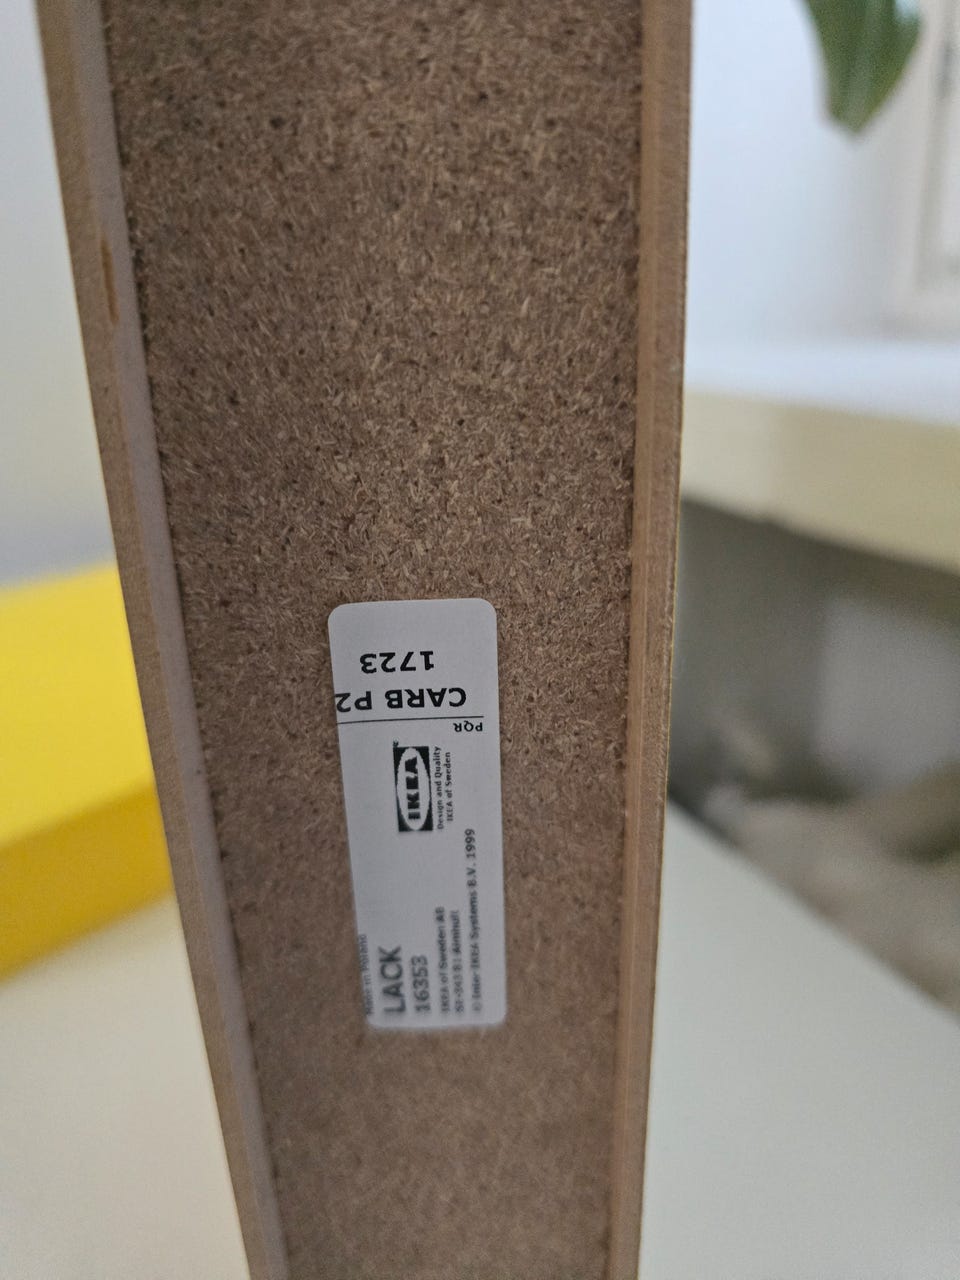 CARB P2
1723
PQR
IKEA
Design and Quality
IKEA of Sweden
Made in Poland
LACK
16353
IKEA of Sweden AB
SE-343 81 Älmhult
© Inter IKEA Systems B.V. 1999